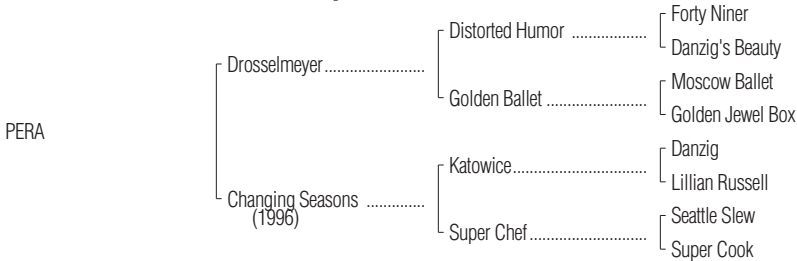 Forty Niner
Distorted Humor ..................
Danzig's Beauty
Drosselmeyer........................
Moscow Ballet
Golden Ballet ........................
Golden Jewel Box
PERA
Danzig
Katowice................................
Lillian Russell
Changing Seasons ..............
(1996)
Seattle Slew
Super Chef............................
Super Cook